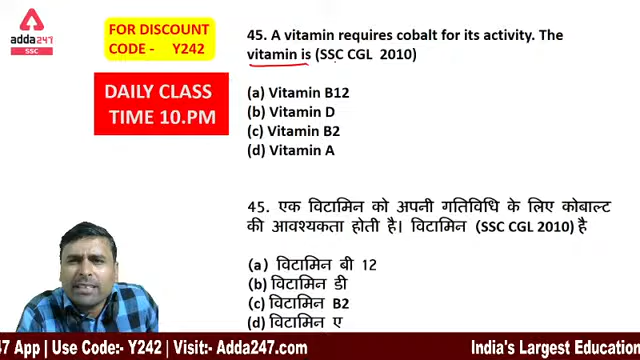 adda247
SSC
FOR DISCOUNT
CODE -   Y242
DAILY CLASS
TIME 10.PM
45. A vitamin requires cobalt for its activity. The
vitamin is (SSC CGL  2010)
(a) Vitamin B12
(b) Vitamin D
(c) Vitamin B2
(d) Vitamin A
45. एक विटामिन को अपनी गतिविधि के लिए कोबाल्ट
की आवश्यकता होती है। विटामिन (SSC CGL 2010) है
(a) विटामिन बी 12
(b) विटामिन डी
(c) विटामिन B2
(d) विटामिन ए
47 App | Use Code:- Y242 | Visit:- Adda247.com
India's Largest Education